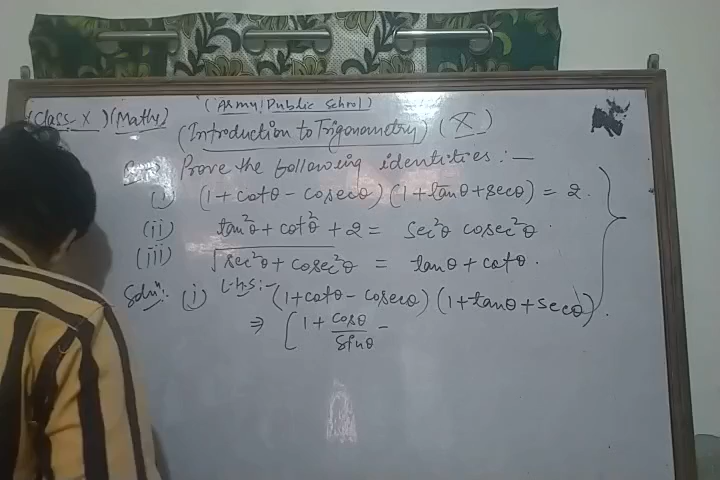 (Army Public School)
(Class X) (Maths)
(Introduction to Trigonometry) (X)
Prove the following identities :—
(i) (1+cotθ - cosecθ) (1+tanθ+secθ) = 2.
(ii) tan²θ + cot²θ + 2 = sec²θ cosec²θ.
(iii) √sec²θ + cosec²θ = tanθ + cotθ.
Soln: (i) L.H.S:- (1+cotθ - cosecθ) (1+tanθ+secθ).
⇒ [1 + cosθ/sinθ -